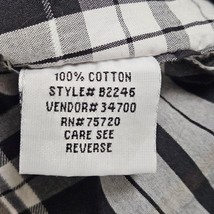 100% COTTON
STYLE# B2246
VENDOR# 34700
RN# 75720
CARE SEE
REVERSE